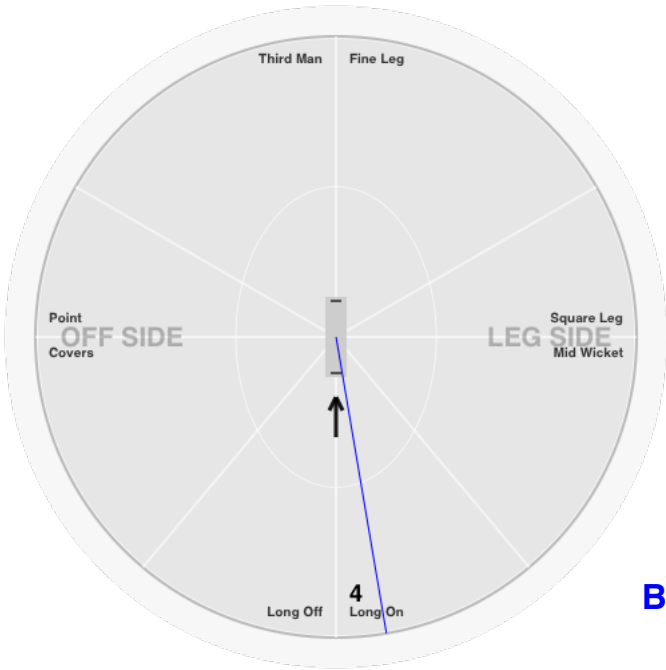 Third Man
Fine Leg
Point
OFF SIDE
Covers
Square Leg
LEG SIDE
Mid Wicket
4
Long Off
Long On
B